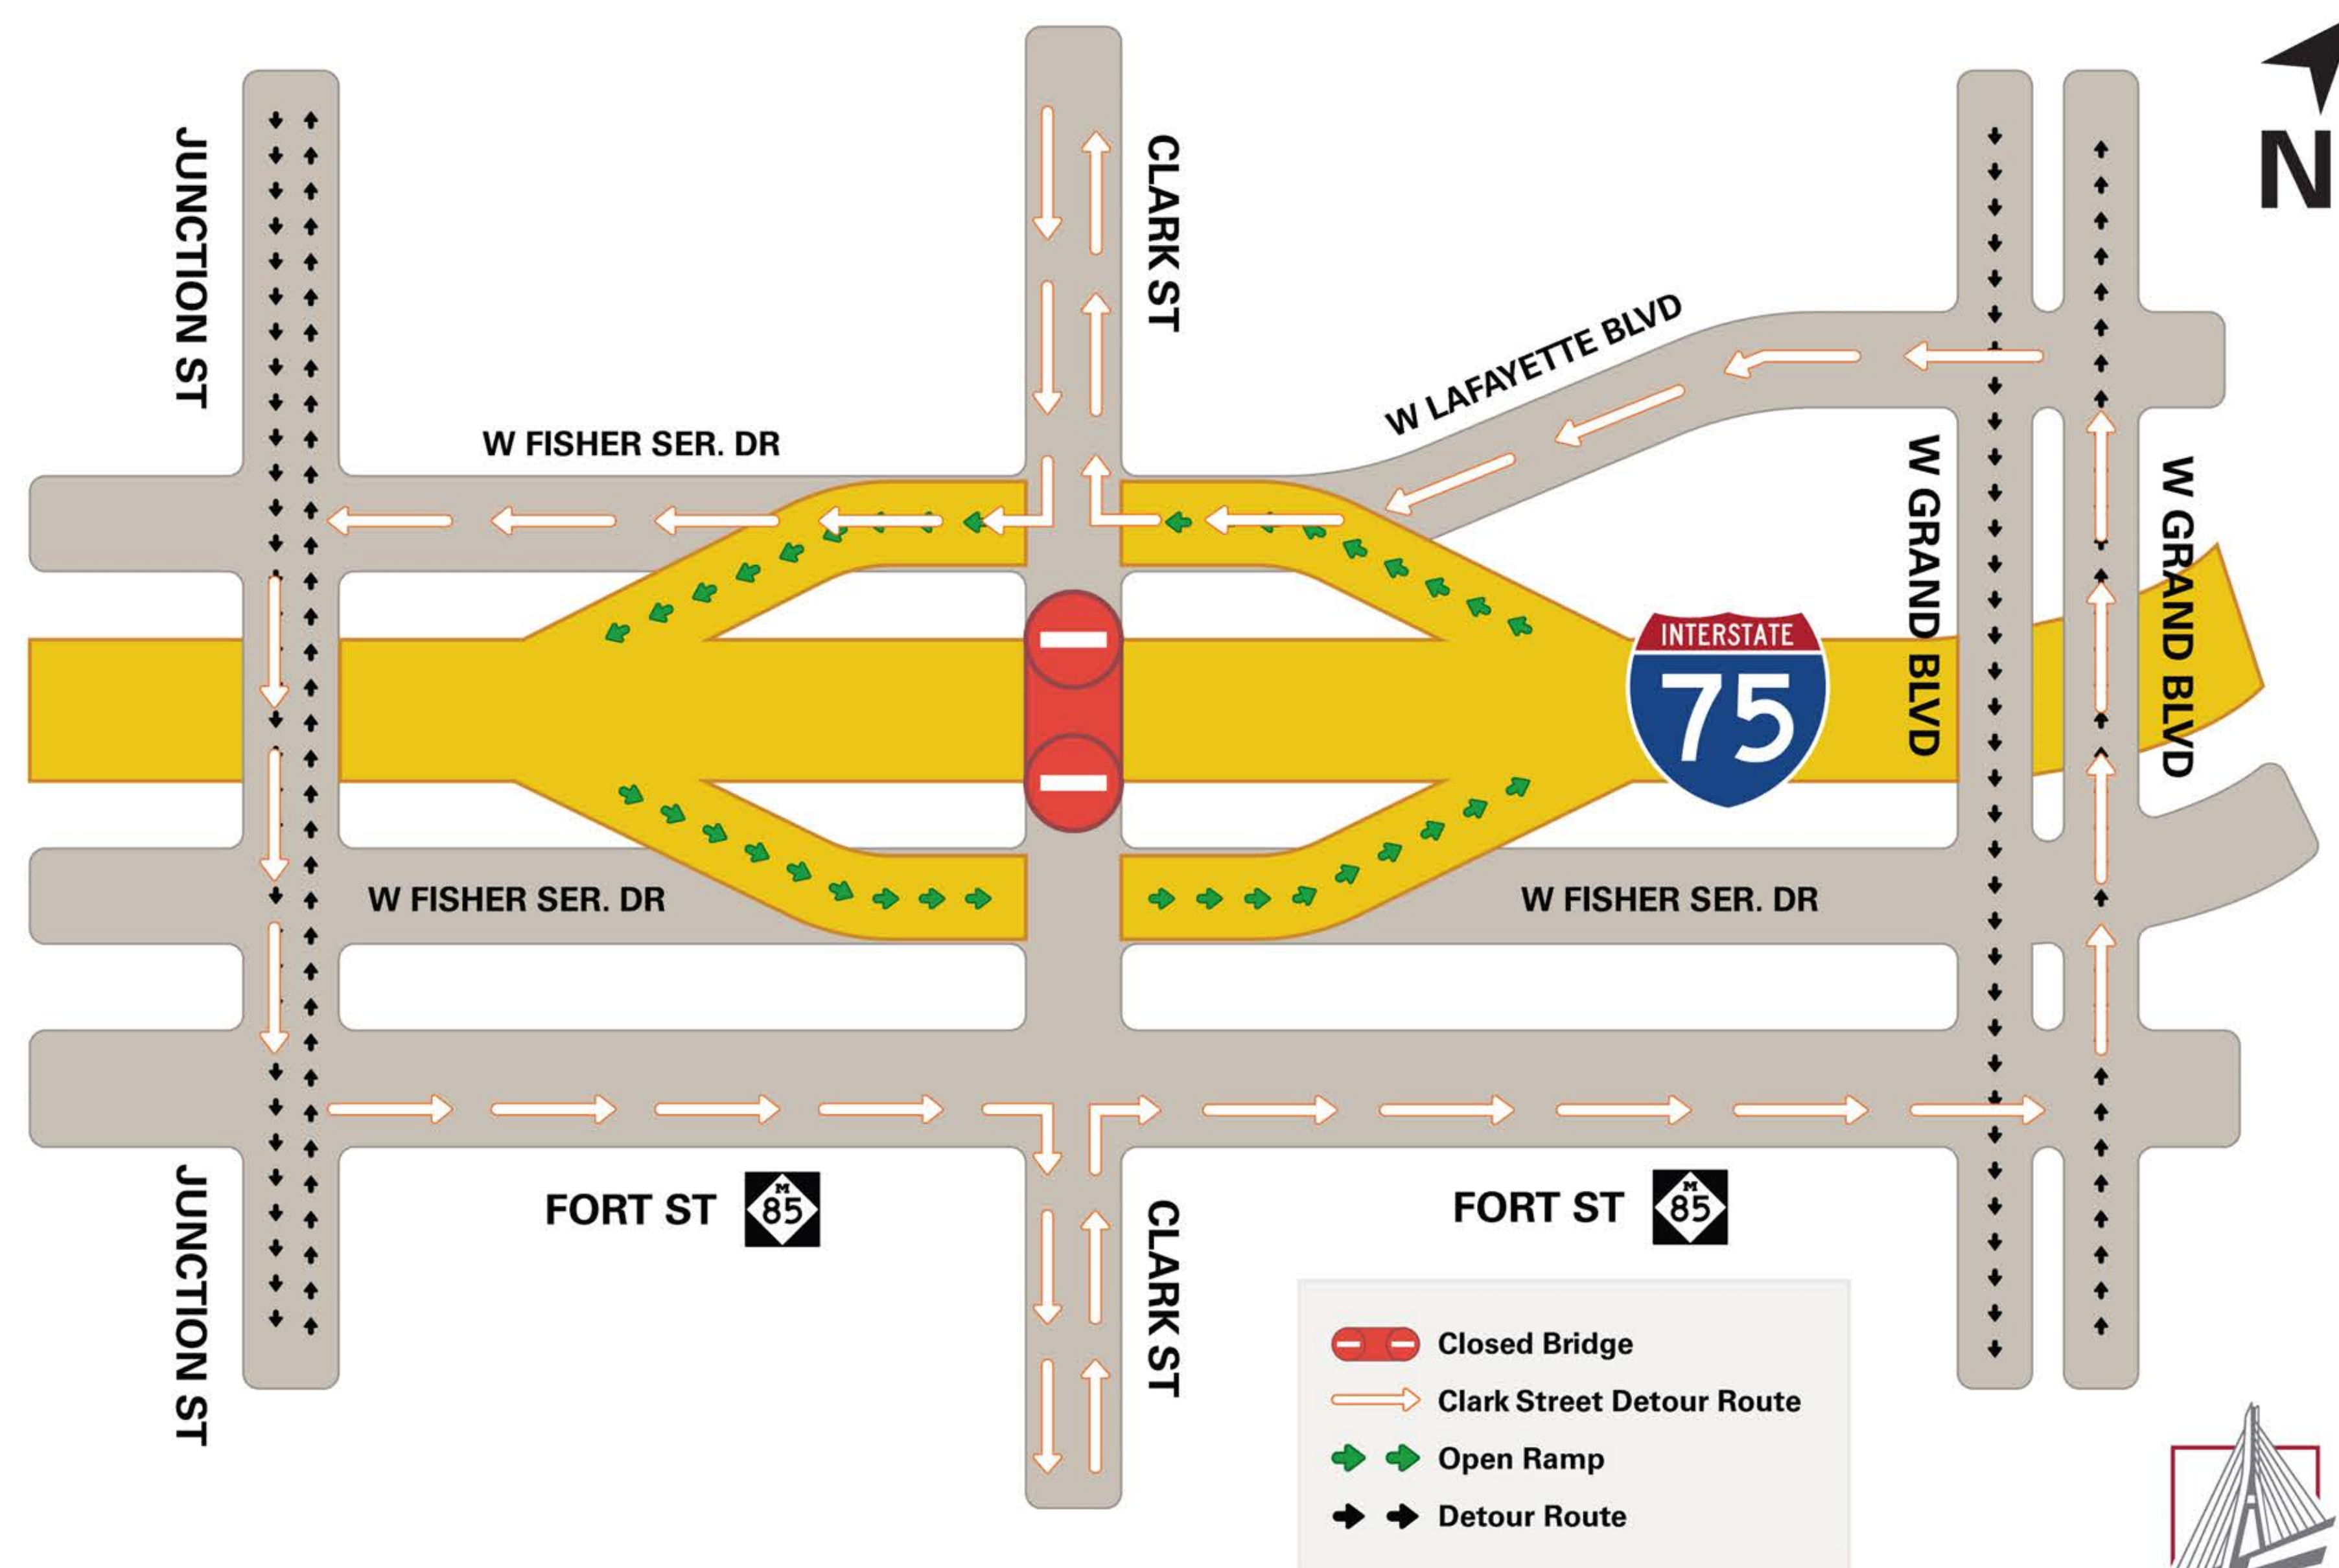 N
JUNCTION ST
CLARK ST
W LAFAYETTE BLVD
W FISHER SER. DR
W GRAND BLVD
W GRAND BLVD
INTERSTATE
75
W FISHER SER. DR
W FISHER SER. DR
JUNCTION ST
FORT ST M 85
CLARK ST
FORT ST M 85
Closed Bridge
Clark Street Detour Route
Open Ramp
Detour Route